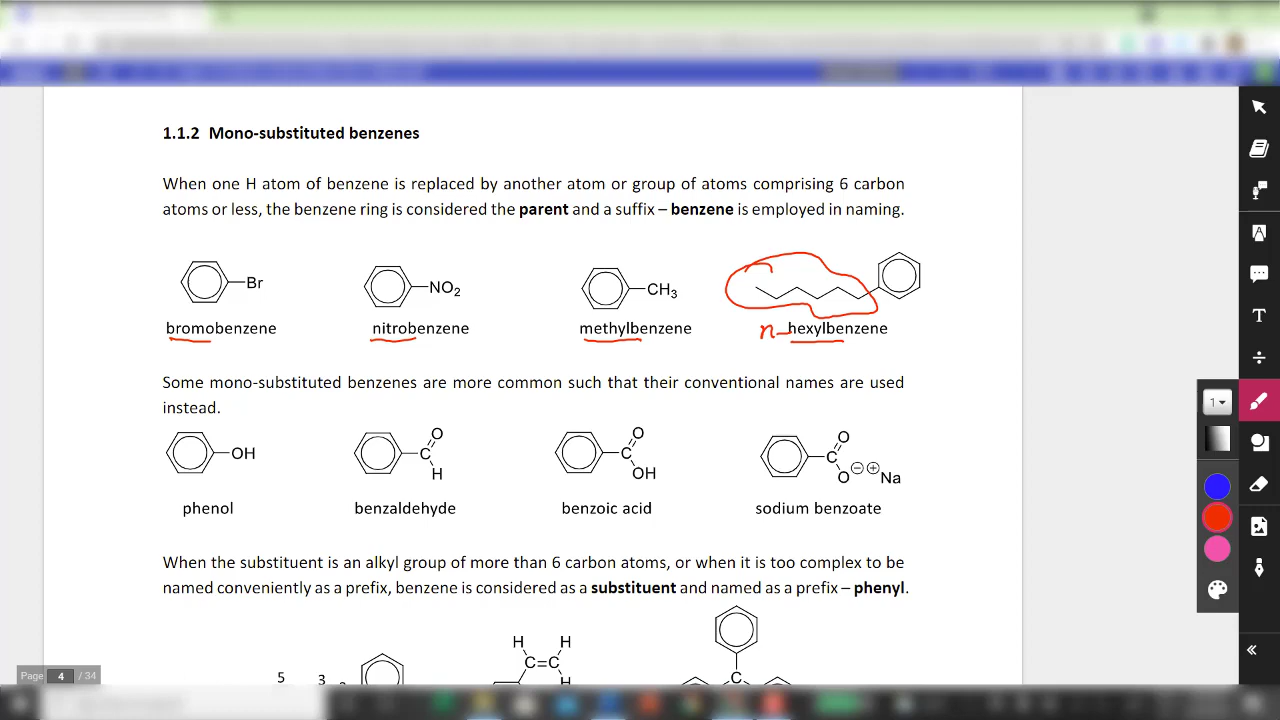 1.1.2 Mono-substituted benzenes
When one H atom of benzene is replaced by another atom or group of atoms comprising 6 carbon
atoms or less, the benzene ring is considered the parent and a suffix – benzene is employed in naming.
Br NO2 CH3
bromobenzene nitrobenzene methylbenzene n- hexylbenzene
Some mono-substituted benzenes are more common such that their conventional names are used
instead.
OH C O H C O OH C O ⊖ ⊕ Na
phenol benzaldehyde benzoic acid sodium benzoate
When the substituent is an alkyl group of more than 6 carbon atoms, or when it is too complex to be
named conveniently as a prefix, benzene is considered as a substituent and named as a prefix – phenyl.
H H
C=C
5 3 H C
Page 4 / 34
1
T